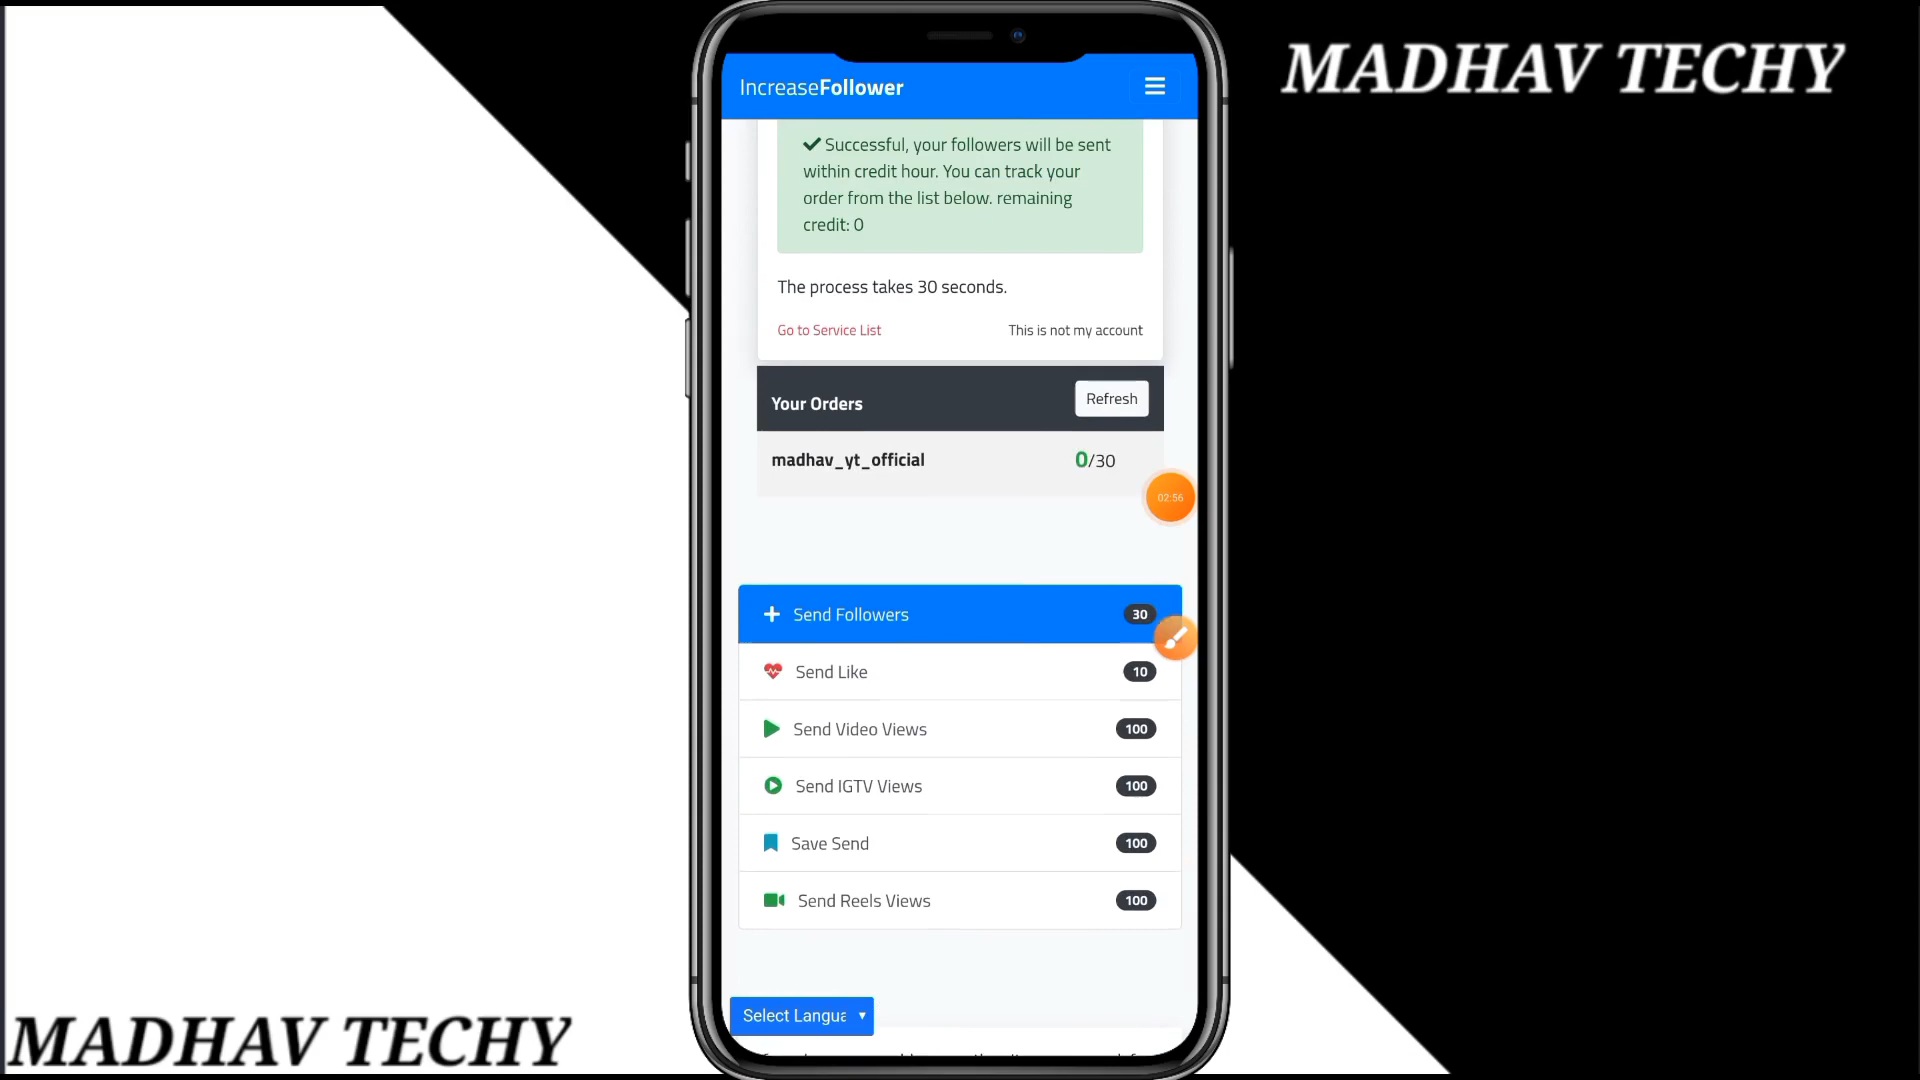 MADHAV TECHY
IncreaseFollower
Successful, your followers will be sent
within credit hour. You can track your
order from the list below. remaining
credit: 0
The process takes 30 seconds.
Go to Service List This is not my account
Your Orders Refresh
madhav_yt_official 0/30
02:56
Send Followers 30
Send Like 10
Send Video Views 100
Send IGTV Views 100
Save Send 100
Send Reels Views 100
Select Langua
MADHAV TECHY